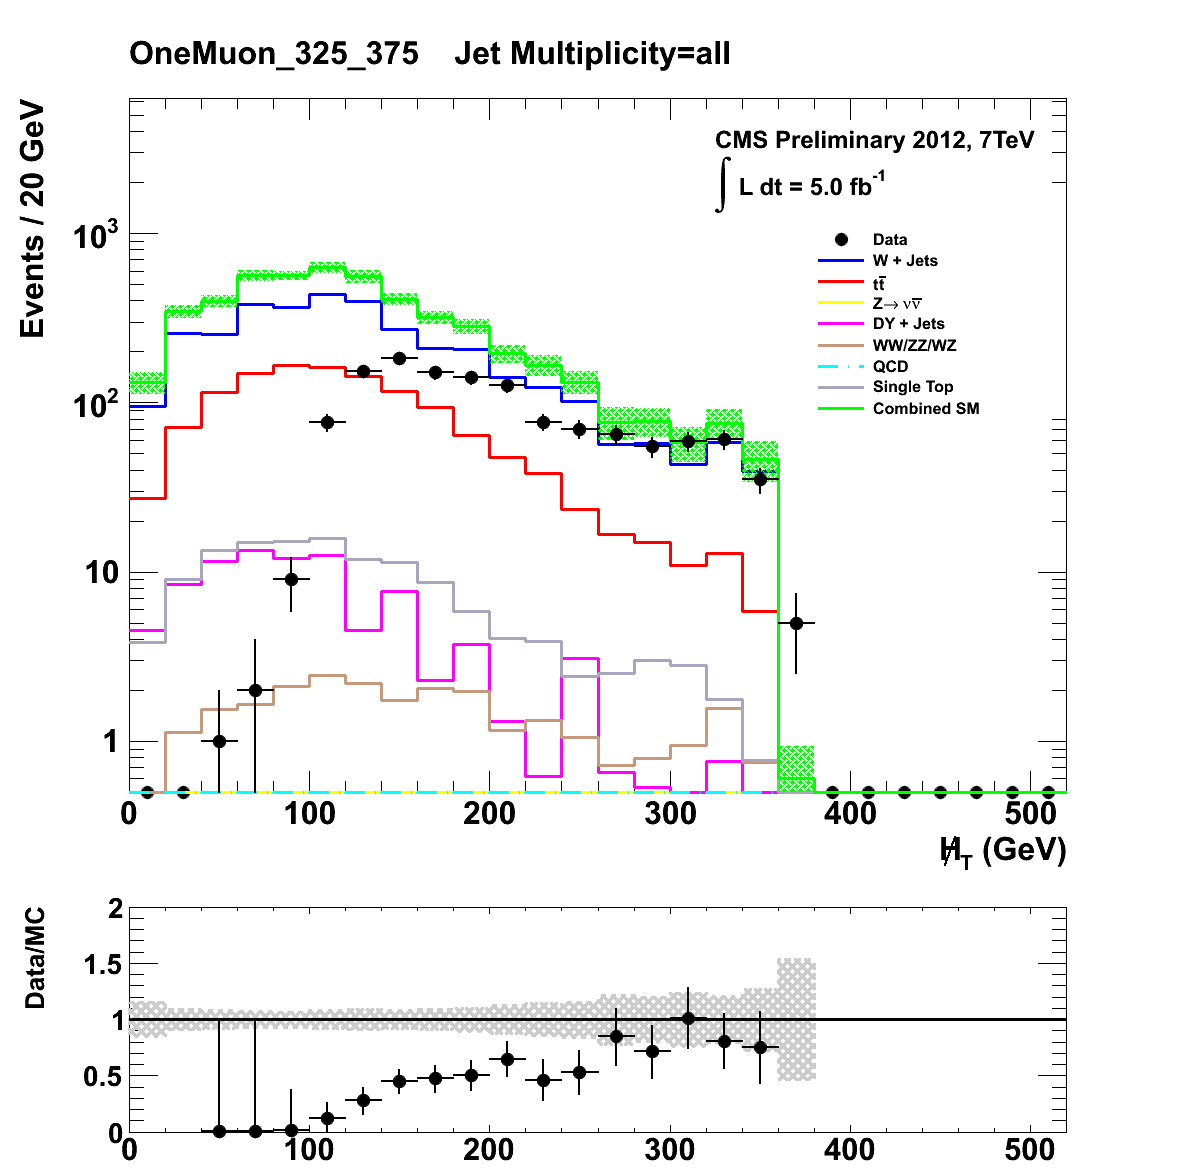 OneMuon_325_375 Jet Multiplicity=all
Events / 20 GeV
CMS Preliminary 2012, 7TeV
∫ L dt = 5.0 fb⁻¹
Data
W + Jets
tt̄
Z→ νν̄
DY + Jets
WW/ZZ/WZ
QCD
Single Top
Combined SM
10³
10²
10
1
0 100 200 300 400 500
H̸_T (GeV)
Data/MC
2
1.5
1
0.5
0
0 100 200 300 400 500